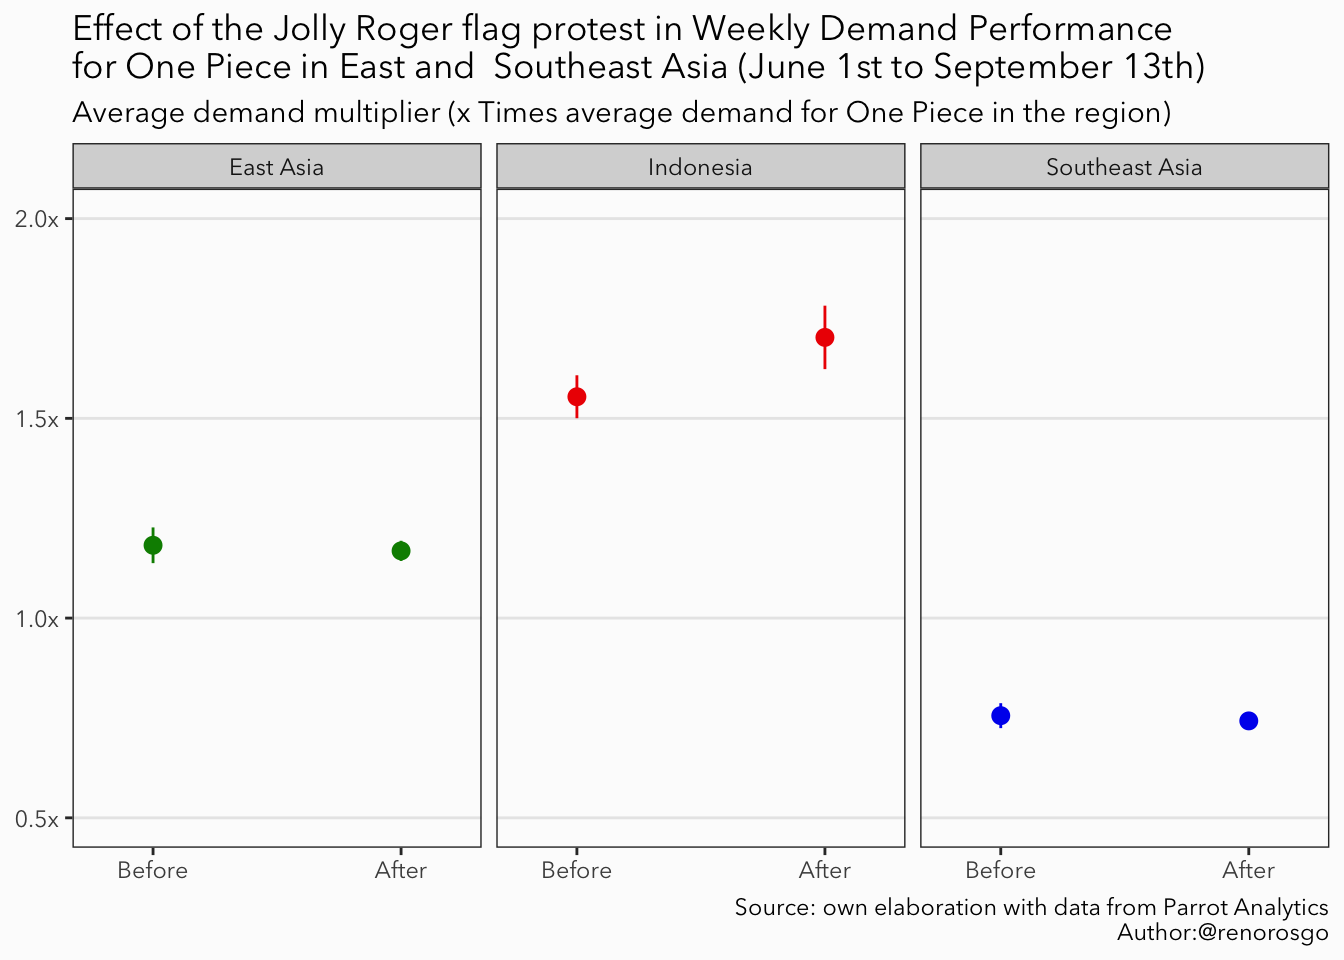 Effect of the Jolly Roger flag protest in Weekly Demand Performance
for One Piece in East and  Southeast Asia (June 1st to September 13th)
Average demand multiplier (x Times average demand for One Piece in the region)
East Asia
Indonesia
Southeast Asia
2.0x
1.5x
1.0x
0.5x
Before
After
Before
After
Before
After
Source: own elaboration with data from Parrot Analytics
Author:@renorosgo